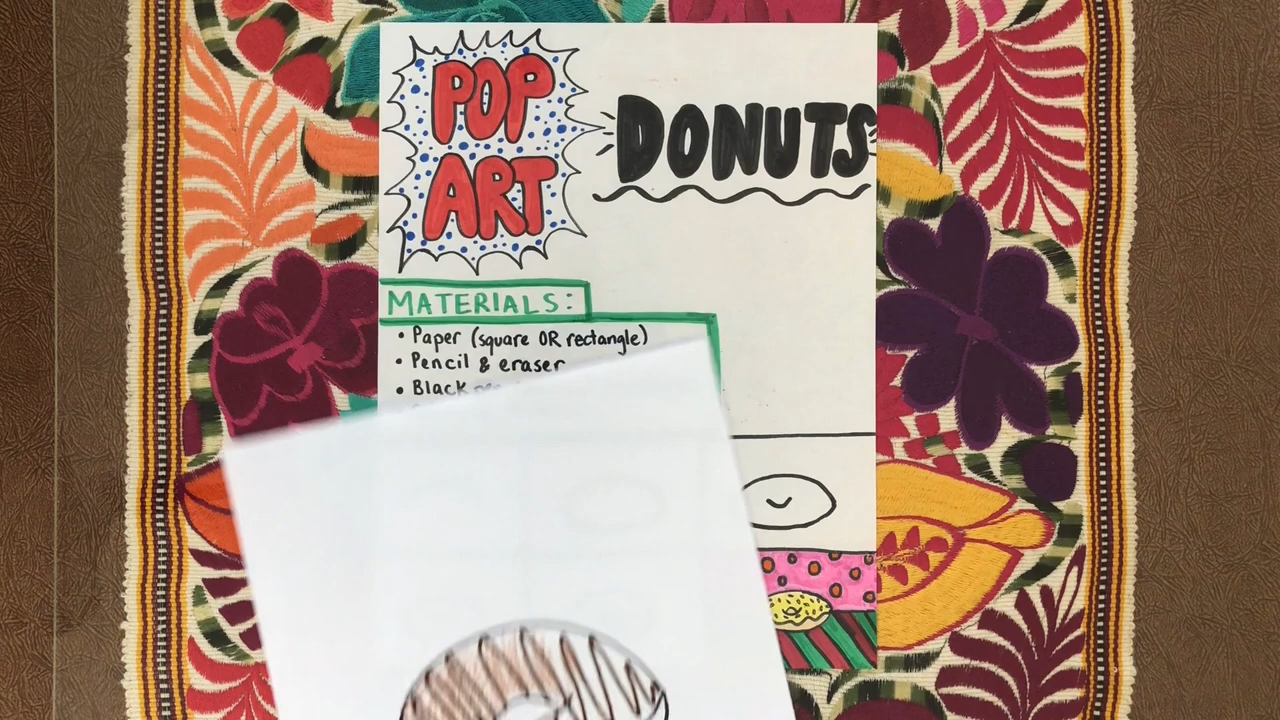 POP
ART
DONUTS
MATERIALS:
• Paper (square OR rectangle)
• Pencil & eraser
• Black